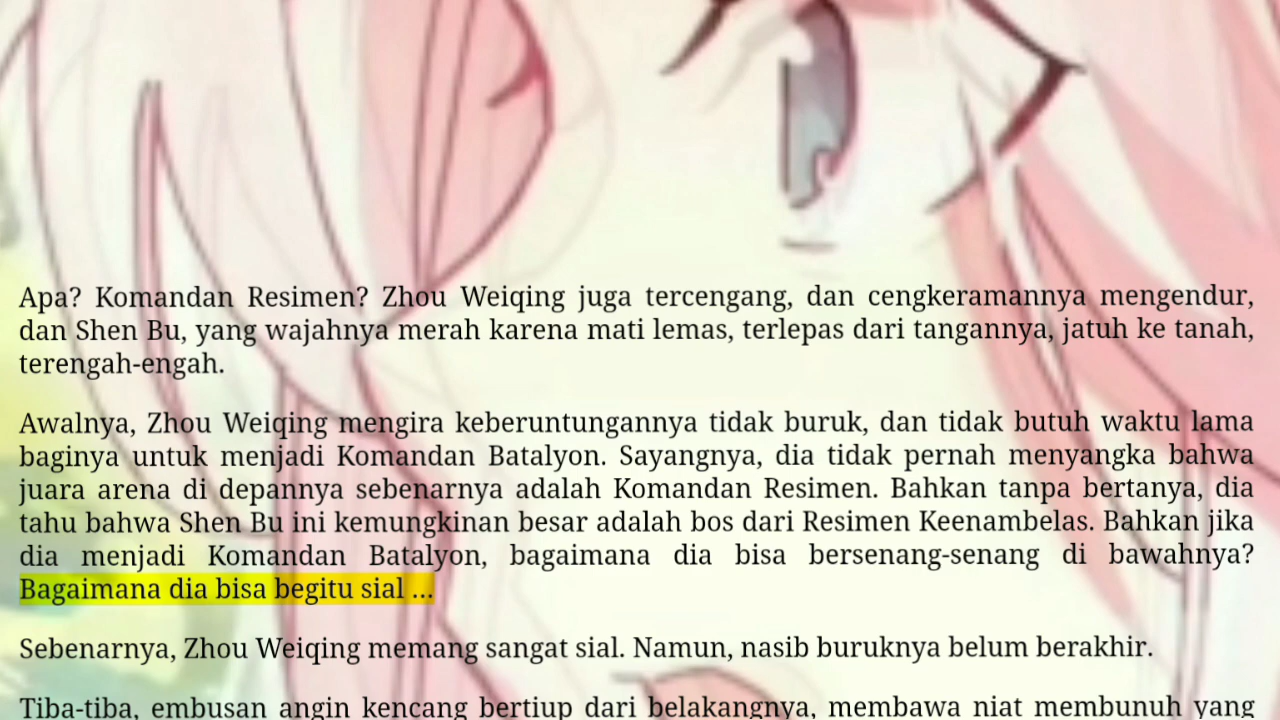 Apa? Komandan Resimen? Zhou Weiqing juga tercengang, dan cengkeramannya mengendur,
dan Shen Bu, yang wajahnya merah karena mati lemas, terlepas dari tangannya, jatuh ke tanah,
terengah-engah.
Awalnya, Zhou Weiqing mengira keberuntungannya tidak buruk, dan tidak butuh waktu lama
baginya untuk menjadi Komandan Batalyon. Sayangnya, dia tidak pernah menyangka bahwa
juara arena di depannya sebenarnya adalah Komandan Resimen. Bahkan tanpa bertanya, dia
tahu bahwa Shen Bu ini kemungkinan besar adalah bos dari Resimen Keenambelas. Bahkan jika
dia menjadi Komandan Batalyon, bagaimana dia bisa bersenang-senang di bawahnya?
Bagaimana dia bisa begitu sial ...
Sebenarnya, Zhou Weiqing memang sangat sial. Namun, nasib buruknya belum berakhir.
Tiba-tiba, embusan angin kencang bertiup dari belakangnya, membawa niat membunuh yang